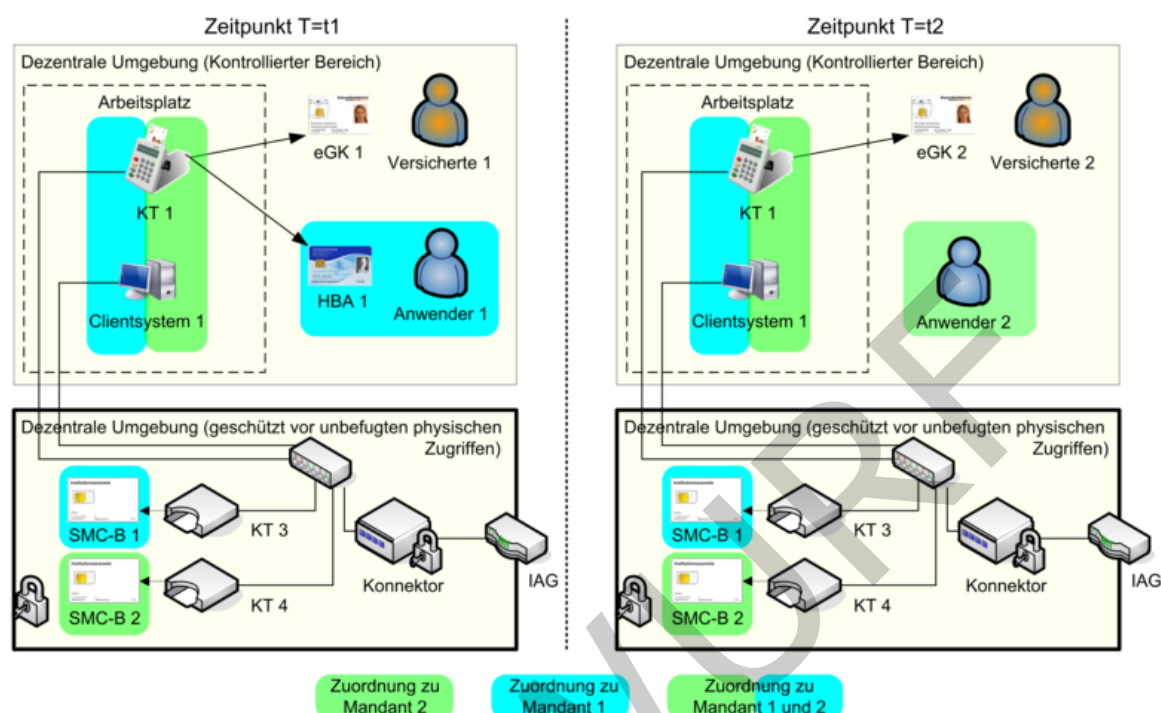 Zeitpunkt T=t1
Dezentrale Umgebung (Kontrollierter Bereich)
Arbeitsplatz
eGK 1
Versicherte 1
KT 1
HBA 1
Anwender 1
Clientsystem 1
Dezentrale Umgebung (geschützt vor unbefugten physischen
Zugriffen)
SMC-B 1
KT 3
SMC-B 2
KT 4
Konnektor
IAG
Zeitpunkt T=t2
Dezentrale Umgebung (Kontrollierter Bereich)
Arbeitsplatz
eGK 2
Versicherte 2
KT 1
Clientsystem 1
Anwender 2
Dezentrale Umgebung (geschützt vor unbefugten physischen
Zugriffen)
SMC-B 1
KT 3
SMC-B 2
KT 4
Konnektor
IAG
Zuordnung zu
Mandant 2
Zuordnung zu
Mandant 1
Zuordnung zu
Mandant 1 und 2